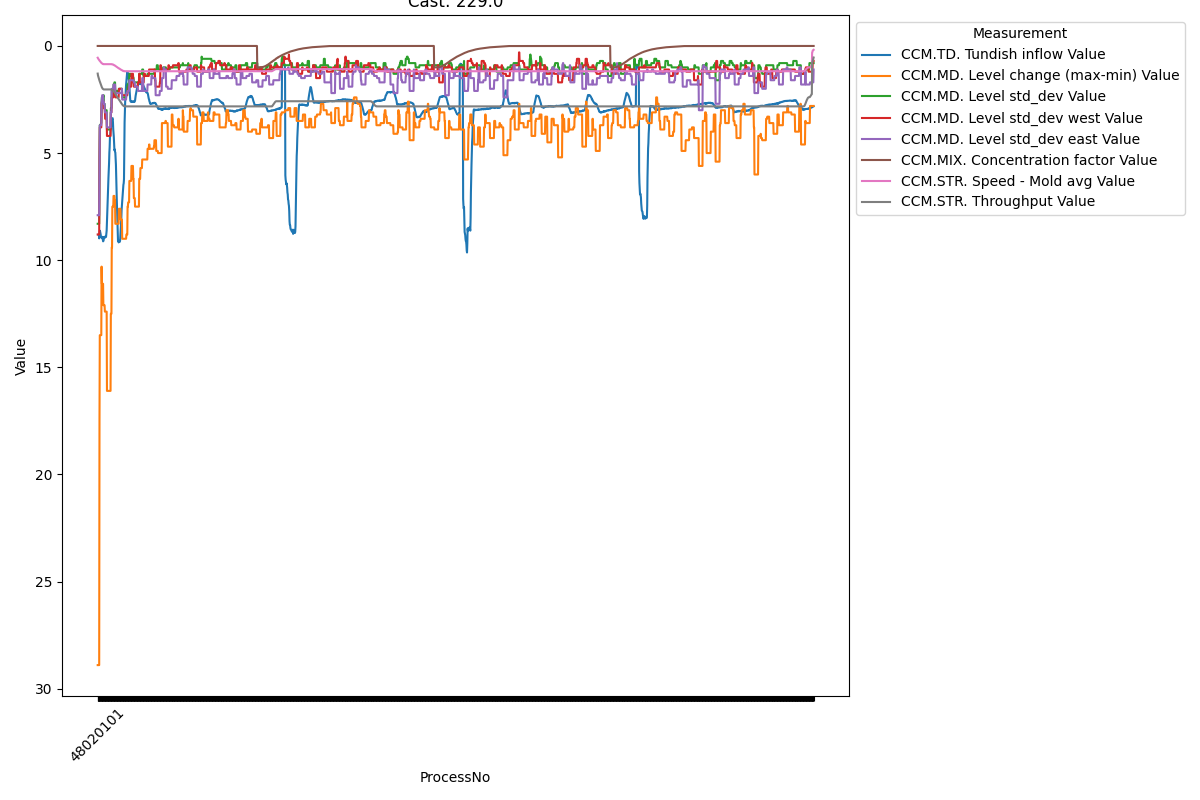 Cast: 229.0
Measurement
CCM.TD. Tundish inflow Value
CCM.MD. Level change (max-min) Value
CCM.MD. Level std_dev Value
CCM.MD. Level std_dev west Value
CCM.MD. Level std_dev east Value
CCM.MIX. Concentration factor Value
CCM.STR. Speed - Mold avg Value
CCM.STR. Throughput Value
0
5
10
15
20
25
30
Value
48020101
ProcessNo